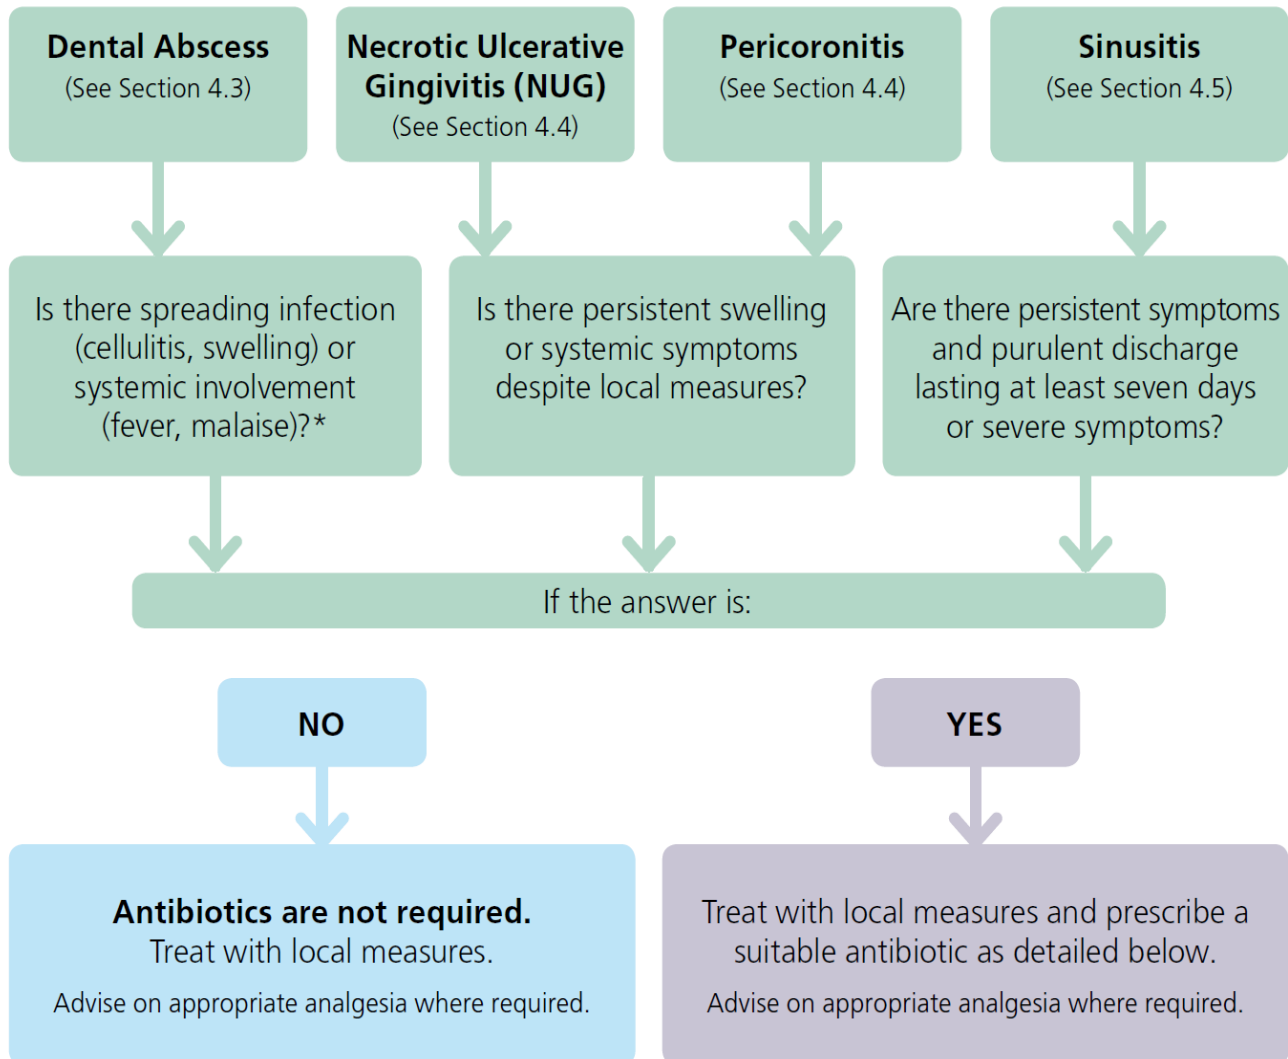 Dental Abscess
(See Section 4.3)
Necrotic Ulcerative
Gingivitis (NUG)
(See Section 4.4)
Pericoronitis
(See Section 4.4)
Sinusitis
(See Section 4.5)
Is there spreading infection
(cellulitis, swelling) or
systemic involvement
(fever, malaise)?*
Is there persistent swelling
or systemic symptoms
despite local measures?
Are there persistent symptoms
and purulent discharge
lasting at least seven days
or severe symptoms?
If the answer is:
NO
YES
Antibiotics are not required.
Treat with local measures.
Advise on appropriate analgesia where required.
Treat with local measures and prescribe a
suitable antibiotic as detailed below.
Advise on appropriate analgesia where required.